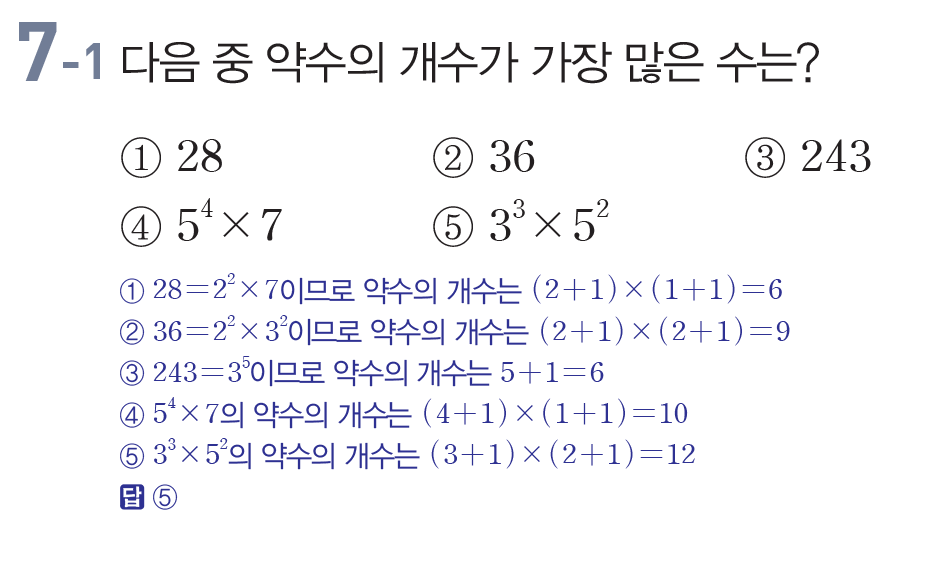 7-1 다음 중 약수의 개수가 가장 많은 수는?
① 28 ② 36 ③ 243
④ 5⁴×7 ⑤ 3³×5²
① 28=2²×7이므로 약수의 개수는 (2+1)×(1+1)=6
② 36=2²×3²이므로 약수의 개수는 (2+1)×(2+1)=9
③ 243=3⁵이므로 약수의 개수는 5+1=6
④ 5⁴×7의 약수의 개수는 (4+1)×(1+1)=10
⑤ 3³×5²의 약수의 개수는 (3+1)×(2+1)=12
답 ⑤